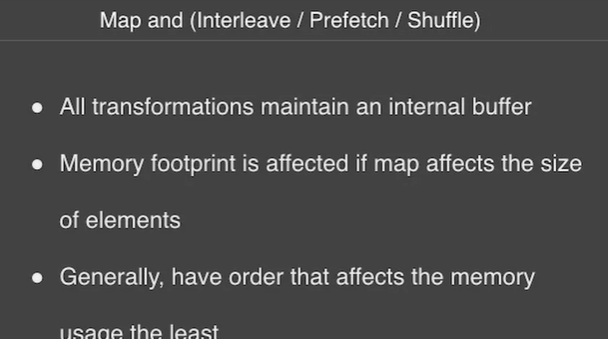 Map and (Interleave / Prefetch / Shuffle)
● All transformations maintain an internal buffer
● Memory footprint is affected if map affects the size
of elements
● Generally, have order that affects the memory
usage the least